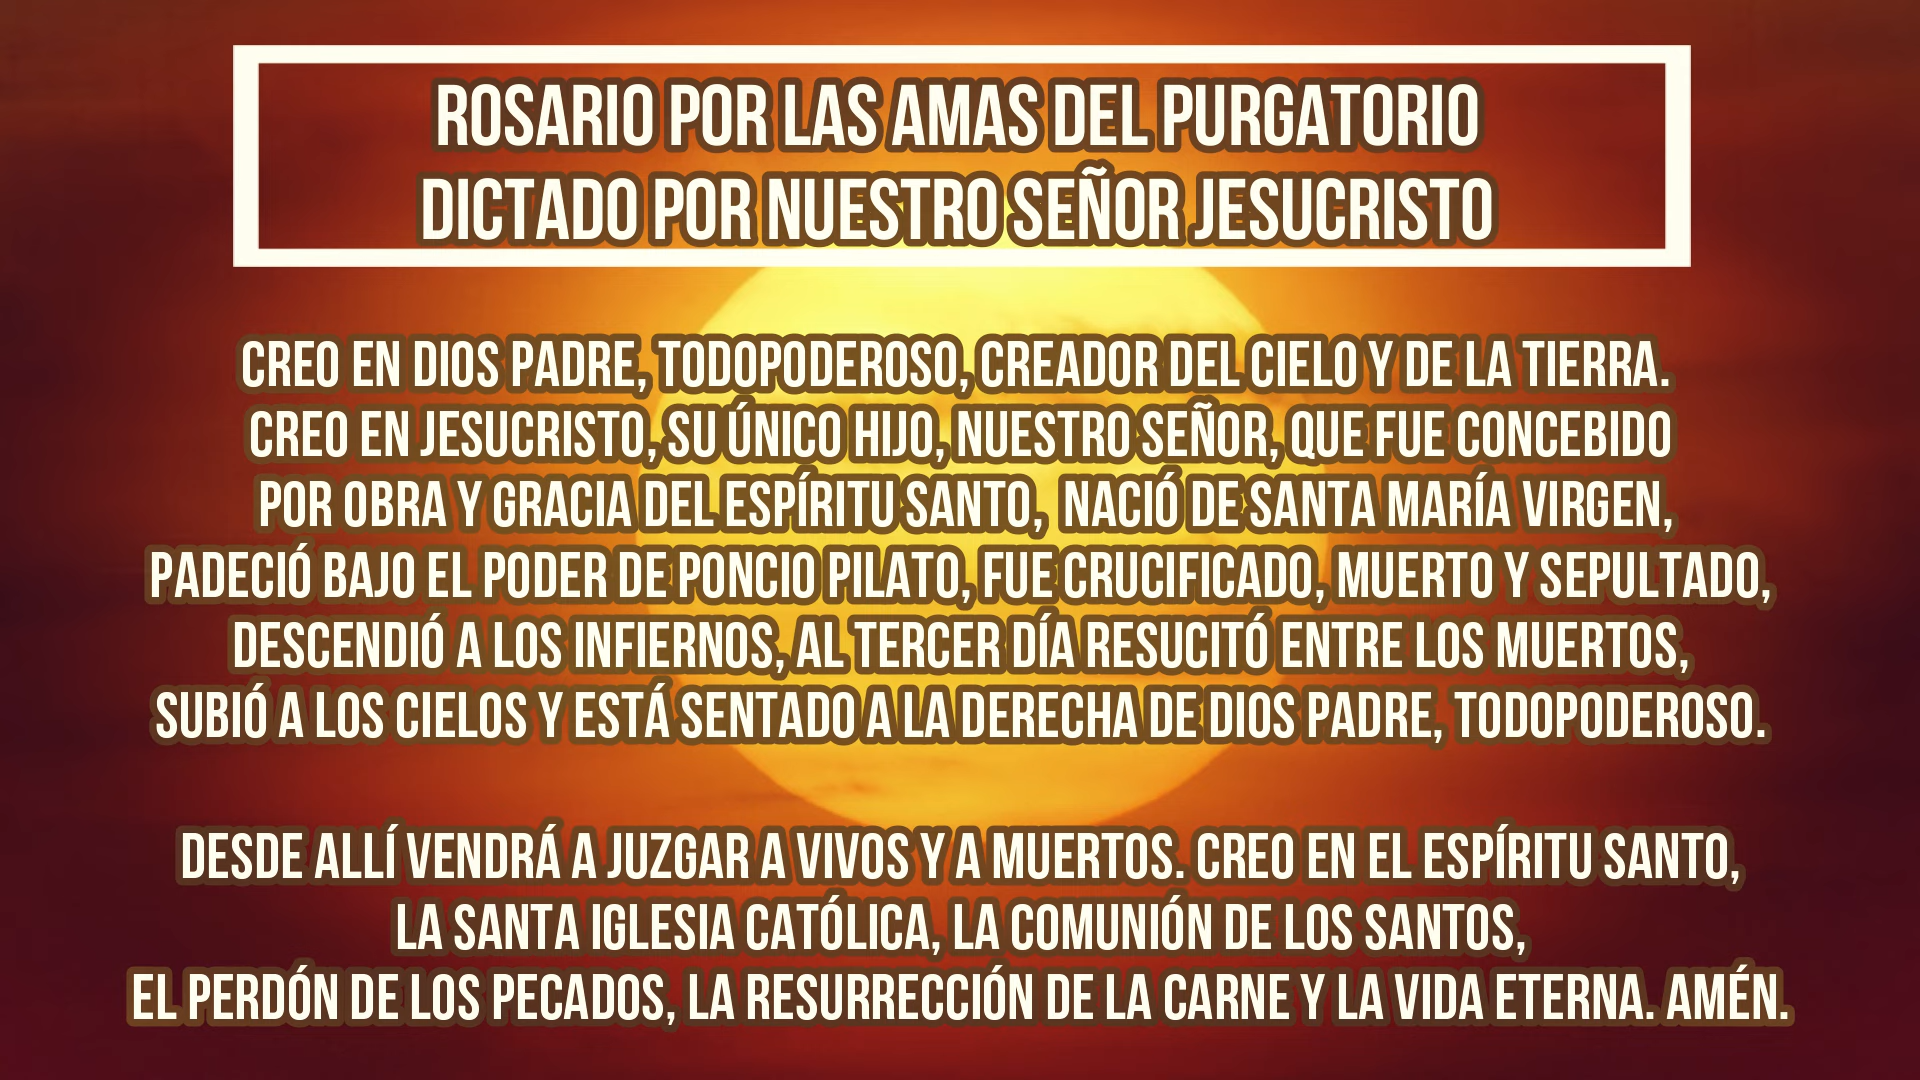 ROSARIO POR LAS AMAS DEL PURGATORIO
DICTADO POR NUESTRO SEÑOR JESUCRISTO
CREO EN DIOS PADRE, TODOPODEROSO, CREADOR DEL CIELO Y DE LA TIERRA.
CREO EN JESUCRISTO, SU ÚNICO HIJO, NUESTRO SEÑOR, QUE FUE CONCEBIDO
POR OBRA Y GRACIA DEL ESPÍRITU SANTO, NACIÓ DE SANTA MARÍA VIRGEN,
PADECIÓ BAJO EL PODER DE PONCIO PILATO, FUE CRUCIFICADO, MUERTO Y SEPULTADO,
DESCENDIÓ A LOS INFIERNOS, AL TERCER DÍA RESUCITÓ ENTRE LOS MUERTOS,
SUBIÓ A LOS CIELOS Y ESTÁ SENTADO A LA DERECHA DE DIOS PADRE, TODOPODEROSO.
DESDE ALLÍ VENDRÁ A JUZGAR A VIVOS Y A MUERTOS. CREO EN EL ESPÍRITU SANTO,
LA SANTA IGLESIA CATÓLICA, LA COMUNIÓN DE LOS SANTOS,
EL PERDÓN DE LOS PECADOS, LA RESURRECCIÓN DE LA CARNE Y LA VIDA ETERNA. AMÉN.